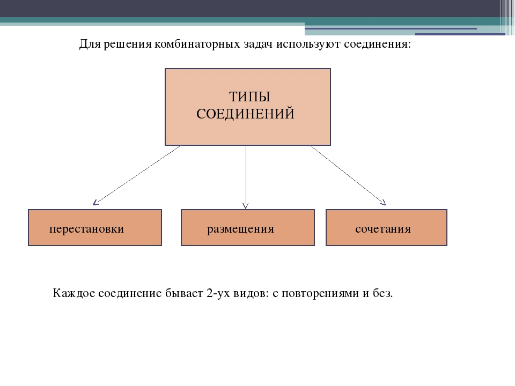 Для решения комбинаторных задач используют соединения:
ТИПЫ
СОЕДИНЕНИЙ
перестановки
размещения
сочетания
Каждое соединение бывает 2-ух видов: с повторениями и без.